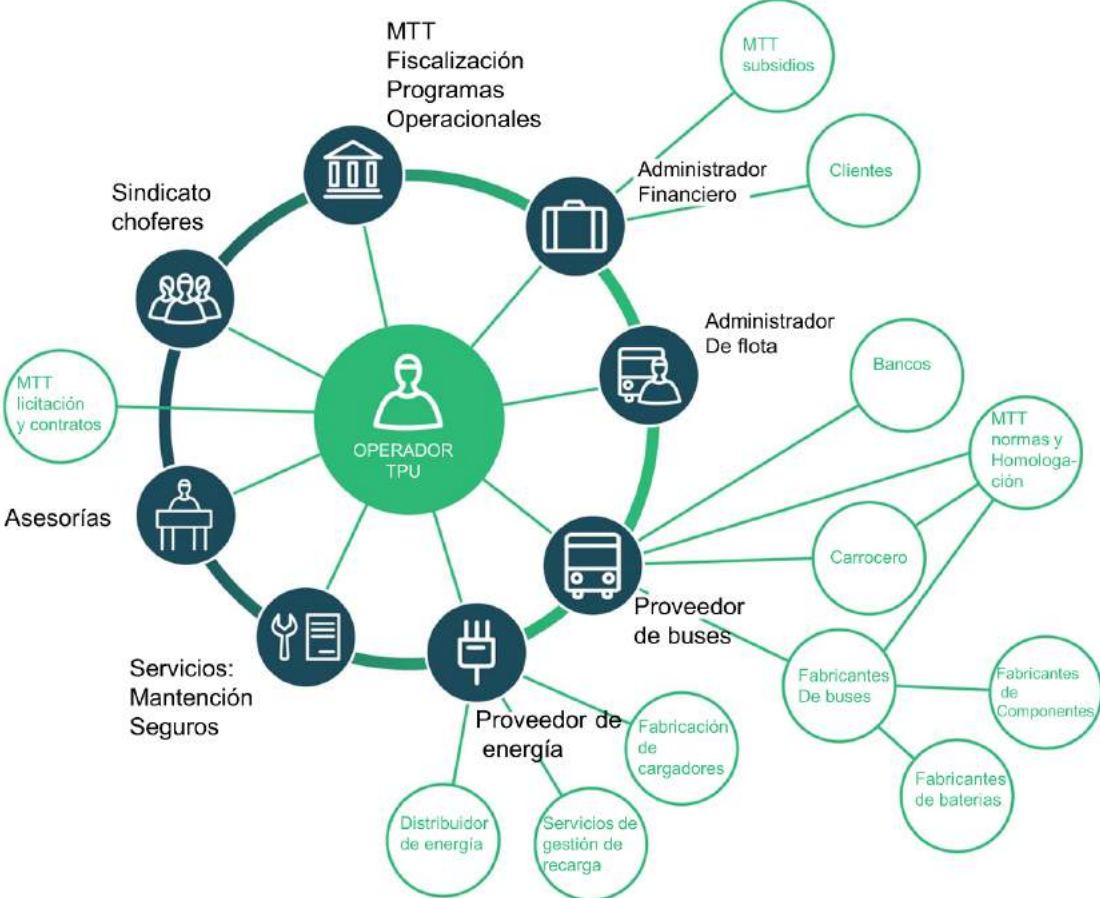 MTT
Fiscalización
Programas
Operacionales
MTT
subsidios
Administrador
Financiero
Clientes
Sindicato
choferes
Administrador
De flota
MTT
licitación
y contratos
OPERADOR
TPU
Bancos
MTT
normas y
Homologa-
ción
Asesorías
Carrocero
Proveedor
de buses
Servicios:
Mantención
Seguros
Proveedor de
energía
Fabricación
de
cargadores
Fabricantes
De buses
Fabricantes
de
Componentes
Fabricantes
de baterias
Distribuidor
de energía
Servicios de
gestión de
recarga